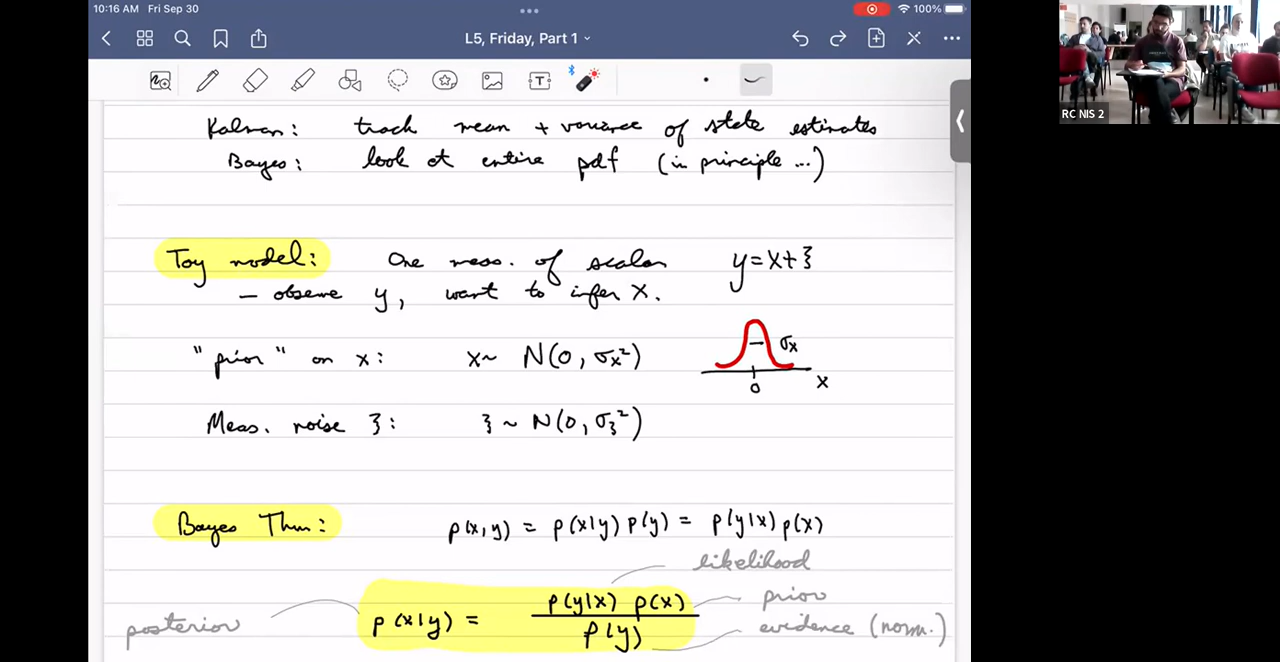 10:16 AM Fri Sep 30
100%
L5, Friday, Part 1
RC NIS 2
Kalman: track mean + variance of state estimates
Bayes: look at entire pdf (in principle ...)
Toy model: One meas. of scalar y = x + ξ
– observe y, want to infer x.
"prior" on x: x ~ N(0, σx²)
σx
0
x
Meas. noise ξ: ξ ~ N(0, σξ²)
Bayes Thm: p(x,y) = p(x|y) p(y) = p(y|x) p(x)
likelihood
p(x|y) = p(y|x) p(x) / p(y)
prior
posterior
evidence (norm.)